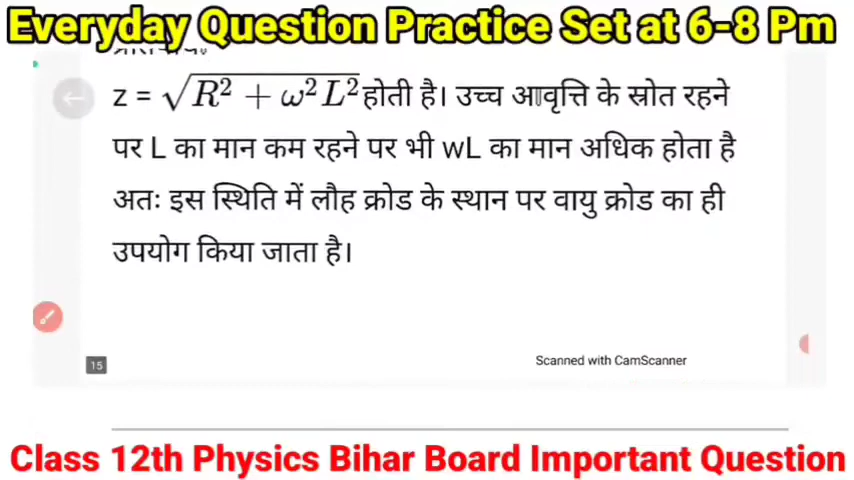 Everyday Question Practice Set at 6-8 Pm
z = √R² + ω²L² होती है। उच्च आवृत्ति के स्रोत रहने
पर L का मान कम रहने पर भी wL का मान अधिक होता है
अतः इस स्थिति में लौह क्रोड के स्थान पर वायु क्रोड का ही
उपयोग किया जाता है।
15
Scanned with CamScanner
Class 12th Physics Bihar Board Important Question